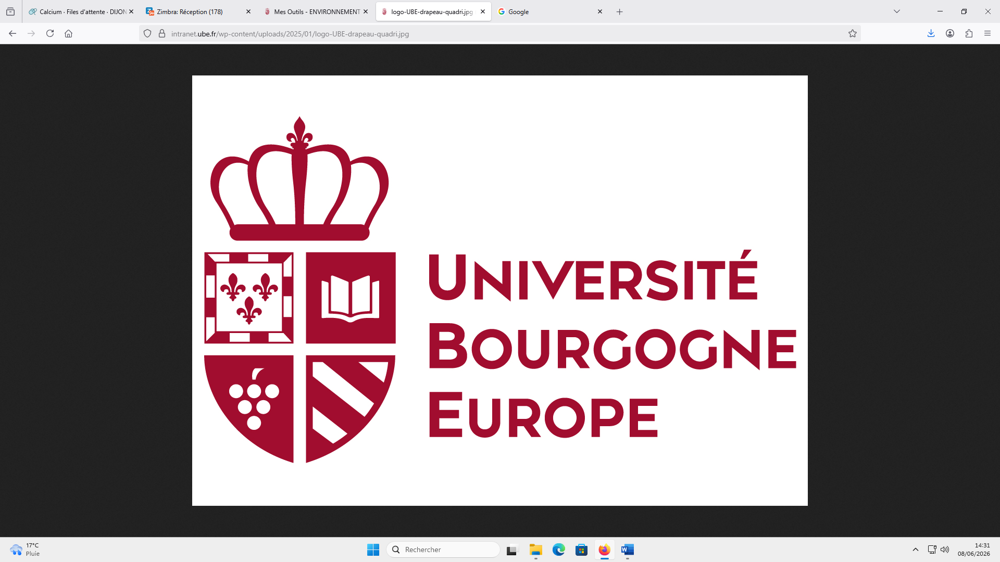 Calcium · Files d'attente · DIJON
Zimbra: Réception (178)
Mes Outils - ENVIRONNEMENT
logo-UBE-drapeau-quadri.jpg
Google
intranet.ube.fr/wp-content/uploads/2025/01/logo-UBE-drapeau-quadri.jpg
UNIVERSITÉ
BOURGOGNE
EUROPE
17°C
Pluie
Rechercher
14:31
08/06/2026